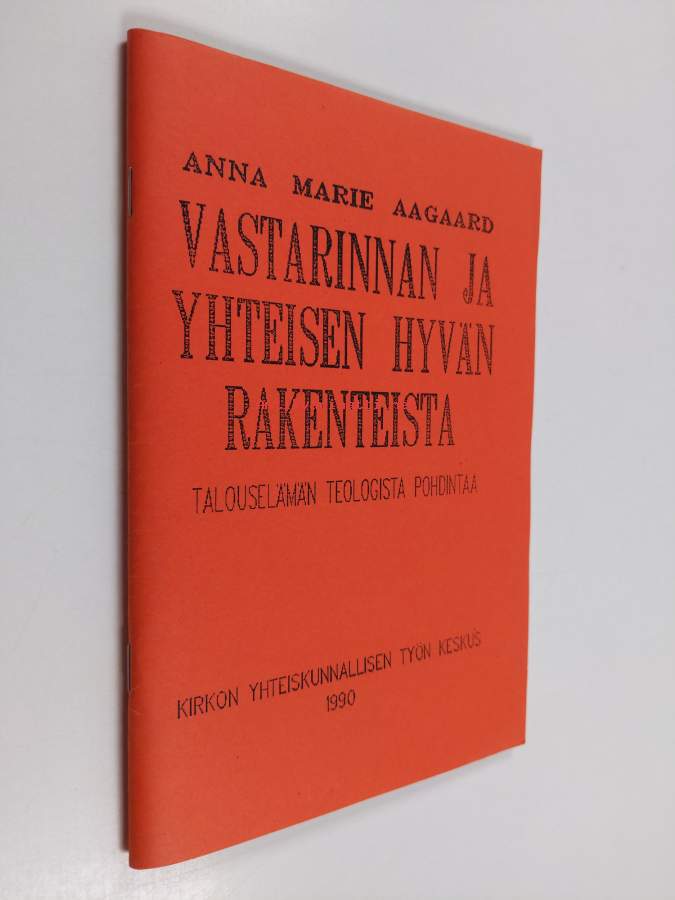 ANNA MARIE AAGAARD
VASTARINNAN JA
YHTEISEN HYVÄN
RAKENTEISTA
TALOUSELÄMÄN TEOLOGISTA POHDINTAA
KIRKON YHTEISKUNNALLISEN TYÖN KESKUS
1990